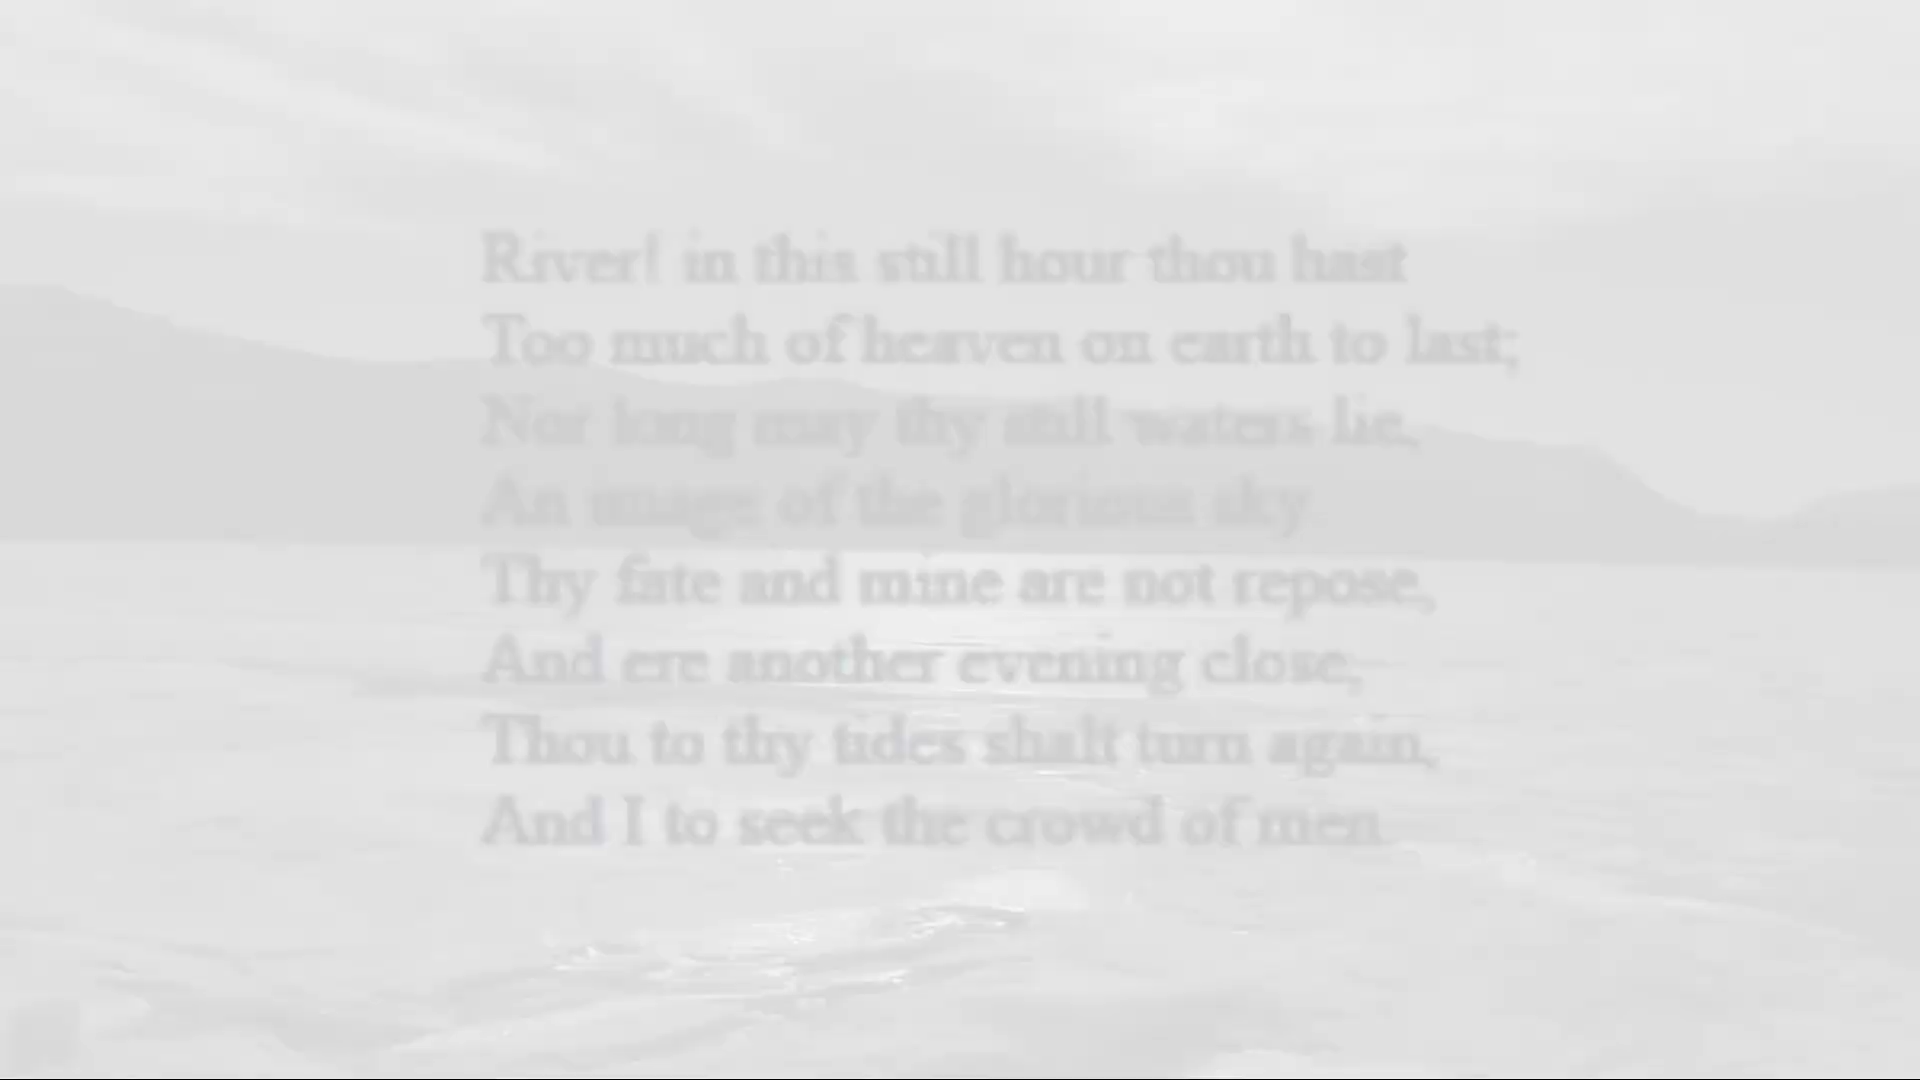 River! in this still hour thou hast
Too much of heaven on earth to last;
Nor long may thy still waters lie,
An image of the glorious sky
Thy fate and mine are not repose,
And ere another evening close,
Thou to thy tides shalt turn again,
And I to seek the crowd of men